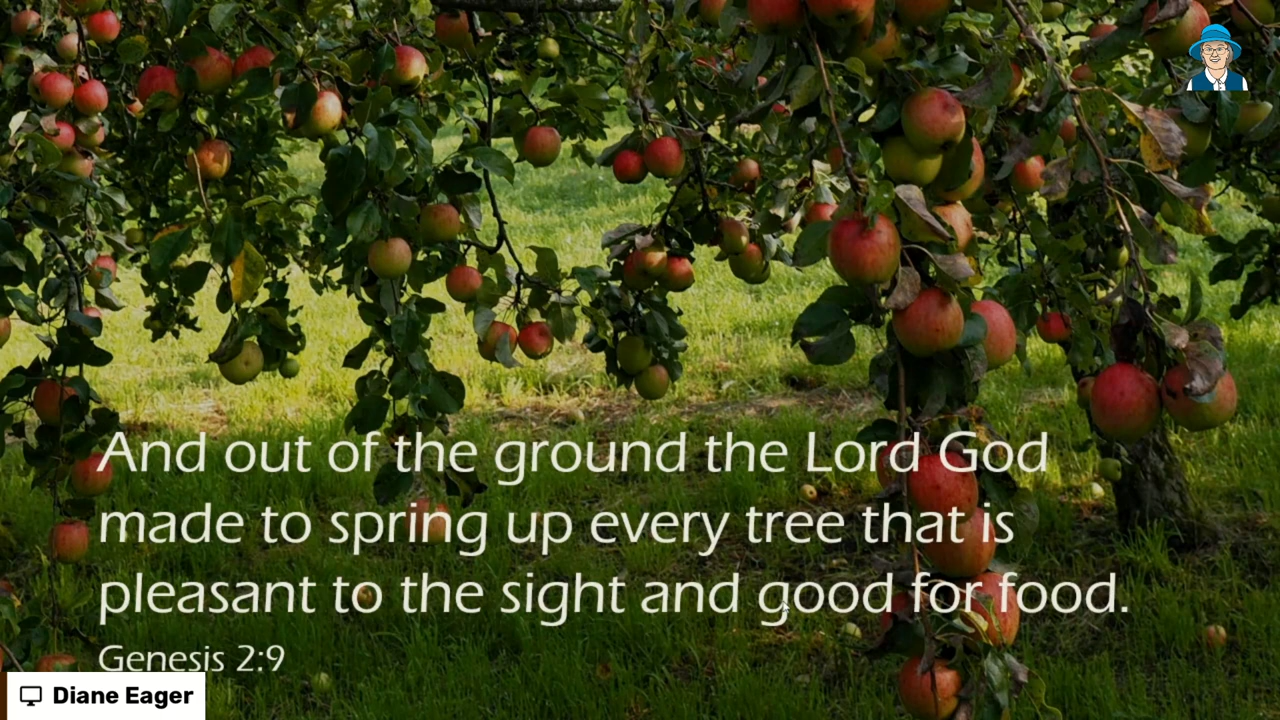 And out of the ground the Lord God
made to spring up every tree that is
pleasant to the sight and good for food.
Genesis 2:9
Diane Eager